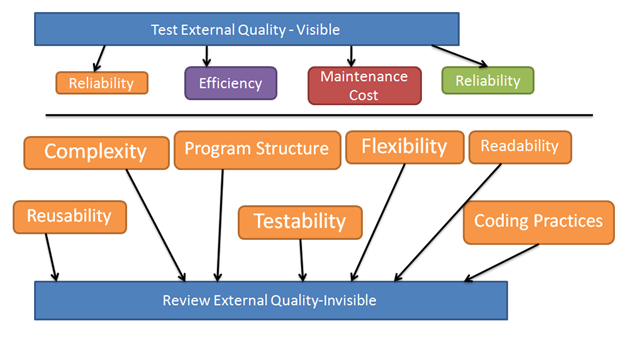 Test External Quality - Visible
Reliability
Efficiency
Maintenance
Cost
Reliability
Complexity
Program Structure
Flexibility
Readability
Reusability
Testability
Coding Practices
Review External Quality-Invisible